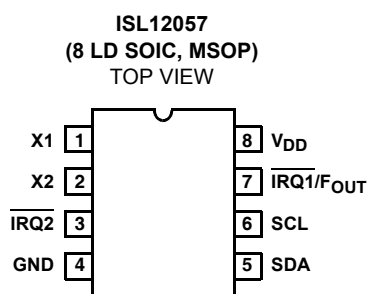 ISL12057
(8 LD SOIC, MSOP)
TOP VIEW
X1 1 8 VDD
X2 2 7 IRQ1/FOUT
IRQ2 3 6 SCL
GND 4 5 SDA